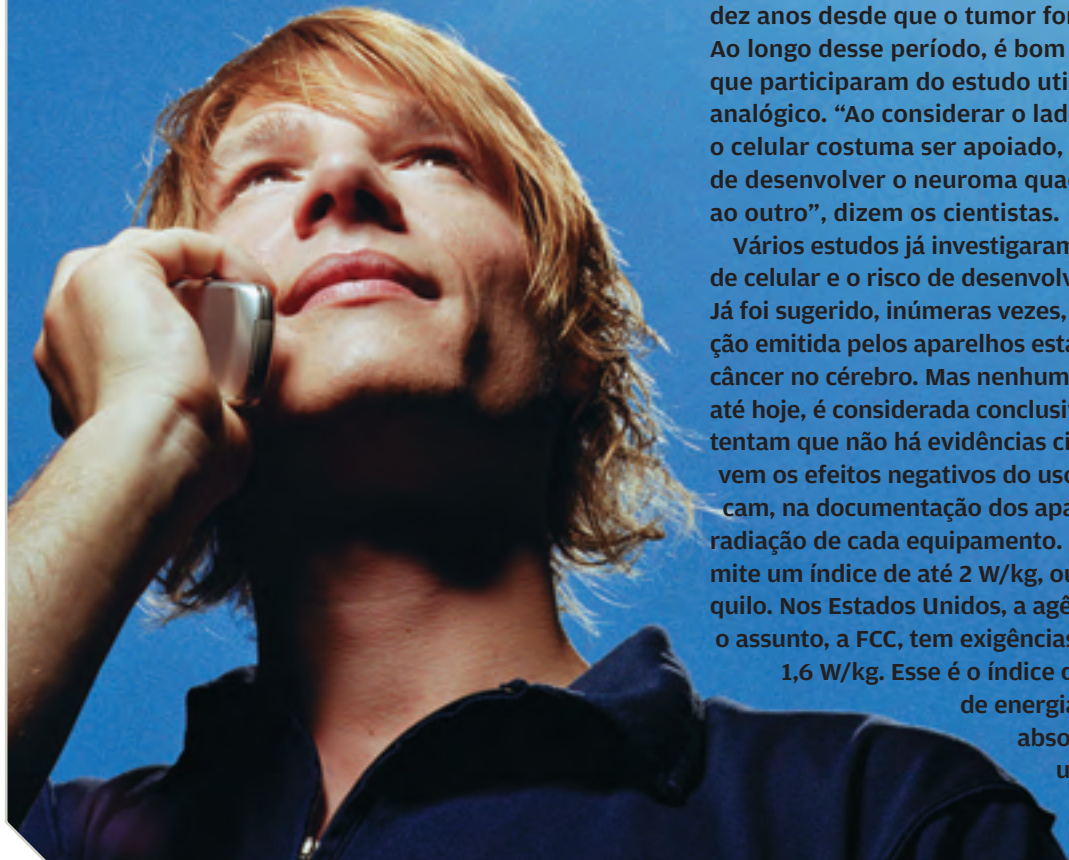 dez anos desde que o tumor for
Ao longo desse período, é bom
que participaram do estudo uti
analógico. “Ao considerar o lad
o celular costuma ser apoiado,
de desenvolver o neuroma qua
ao outro”, dizem os cientistas.
Vários estudos já investigaram
de celular e o risco de desenvolv
Já foi sugerido, inúmeras vezes,
ção emitida pelos aparelhos esta
câncer no cérebro. Mas nenhum
até hoje, é considerada conclusiv
tentam que não há evidências ci
vem os efeitos negativos do uso
cam, na documentação dos apa
radiação de cada equipamento.
mite um índice de até 2 W/kg, ou
quilo. Nos Estados Unidos, a agê
o assunto, a FCC, tem exigências
1,6 W/kg. Esse é o índice d
de energia
abso
u